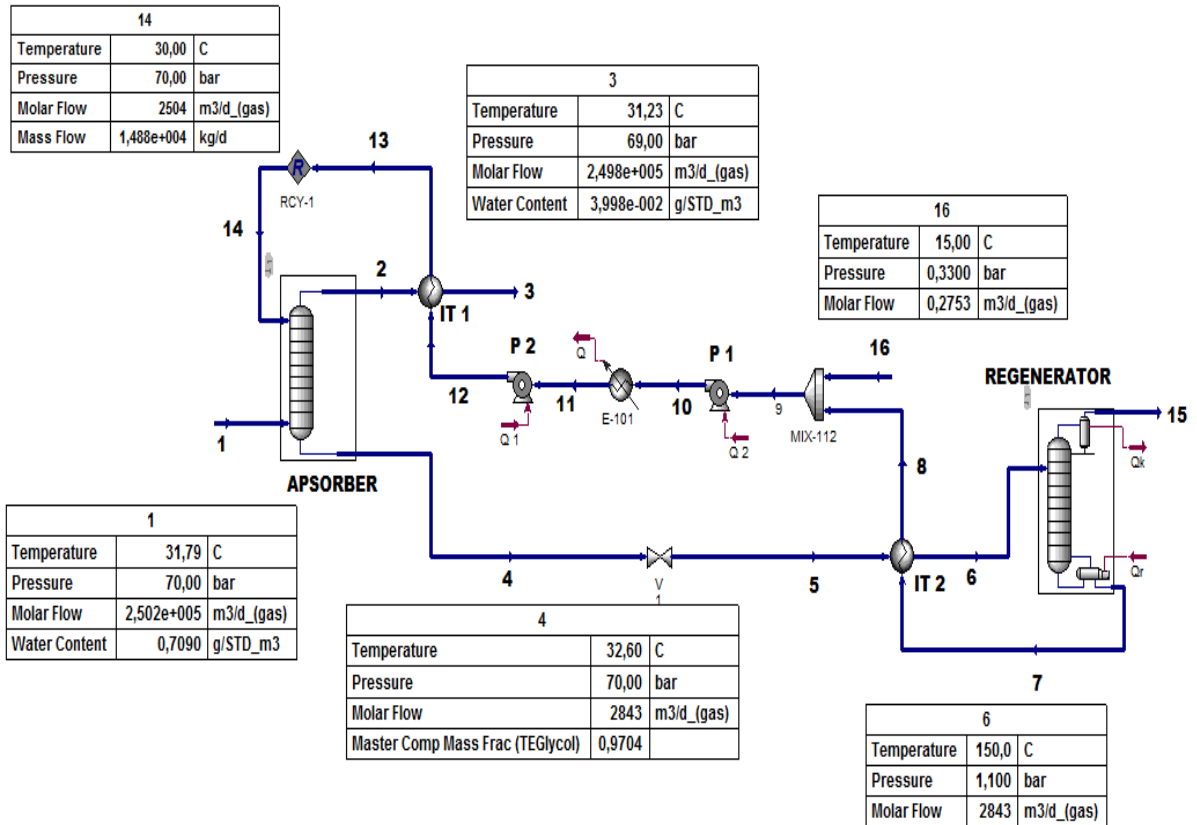 14
Temperature 30,00 C
Pressure 70,00 bar
Molar Flow 2504 m3/d_(gas)
Mass Flow 1,488e+004 kg/d
3
Temperature 31,23 C
Pressure 69,00 bar
Molar Flow 2,498e+005 m3/d_(gas)
Water Content 3,998e-002 g/STD_m3
13
R
RCY-1
16
Temperature 15,00 C
Pressure 0,3300 bar
Molar Flow 0,2753 m3/d_(gas)
14
2
3
IT 1
P 2
Q
P 1
16
REGENERATOR
12
11
10
9
15
Q 1
E-101
Q 2
MIX-112
Qk
1
8
APSORBER
1
Temperature 31,79 C
Pressure 70,00 bar
Molar Flow 2,502e+005 m3/d_(gas)
Water Content 0,7090 g/STD_m3
4
V
1
5
IT 2
6
Qr
4
Temperature 32,60 C
Pressure 70,00 bar
Molar Flow 2843 m3/d_(gas)
Master Comp Mass Frac (TEGlycol) 0,9704
7
6
Temperature 150,0 C
Pressure 1,100 bar
Molar Flow 2843 m3/d_(gas)